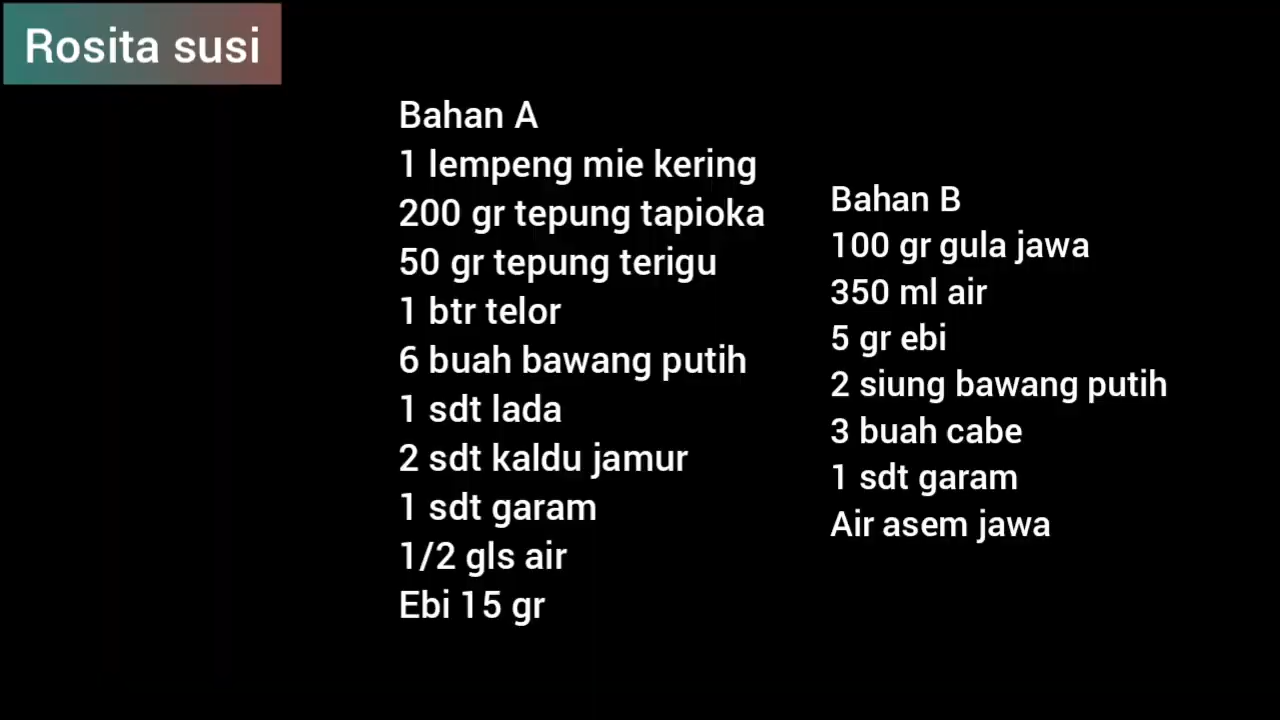 Rosita susi
Bahan A
1 lempeng mie kering
200 gr tepung tapioka
50 gr tepung terigu
1 btr telor
6 buah bawang putih
1 sdt lada
2 sdt kaldu jamur
1 sdt garam
1/2 gls air
Ebi 15 gr
Bahan B
100 gr gula jawa
350 ml air
5 gr ebi
2 siung bawang putih
3 buah cabe
1 sdt garam
Air asem jawa